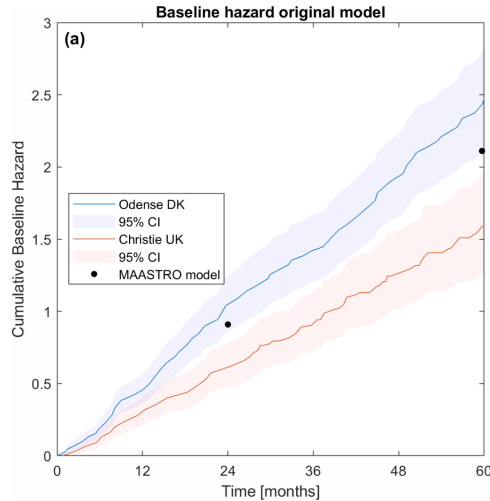 Baseline hazard original model
(a)
3
2.5
2
1.5
1
0.5
0
Cumulative Baseline Hazard
Odense DK
95% CI
Christie UK
95% CI
MAASTRO model
0 12 24 36 48 60
Time [months]